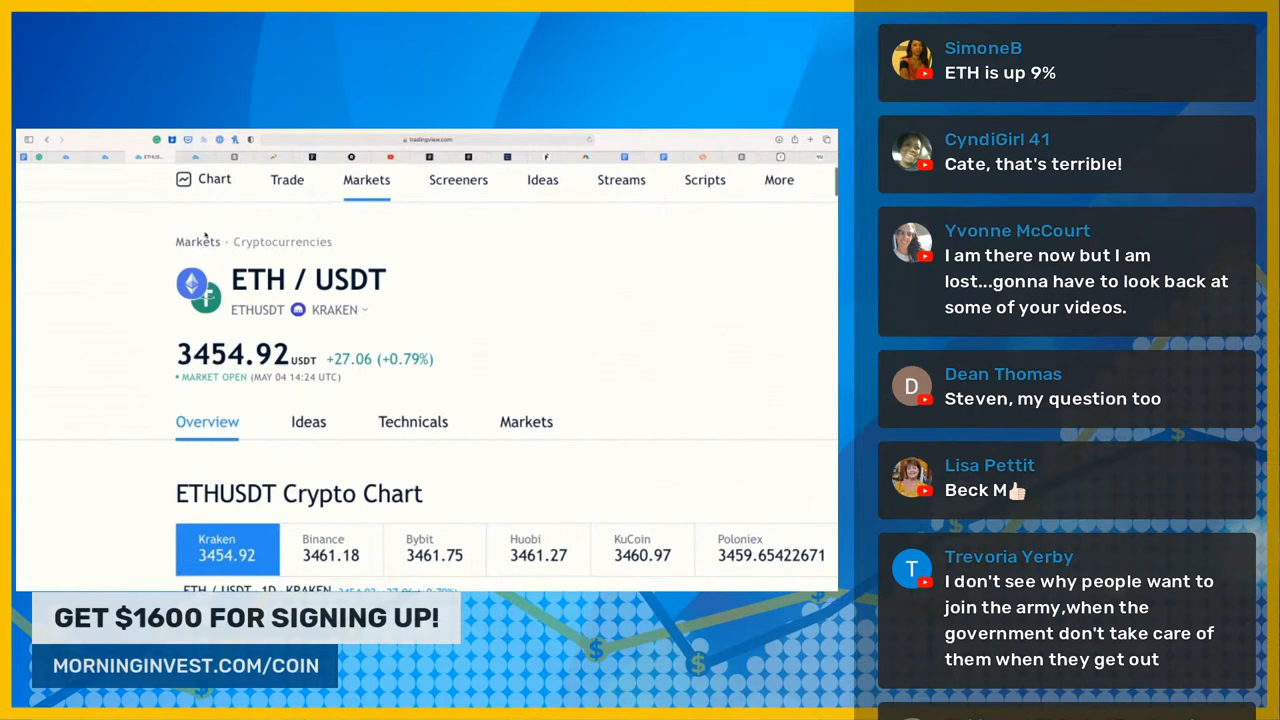 tradingview.com
ETHUS...
Chart
Trade
Markets
Screeners
Ideas
Streams
Scripts
More
Markets · Cryptocurrencies
ETH / USDT
ETHUSDT KRAKEN
3454.92 USDT +27.06 (+0.79%)
• MARKET OPEN (MAY 04 14:24 UTC)
Overview
Ideas
Technicals
Markets
ETHUSDT Crypto Chart
Kraken
3454.92
Binance
3461.18
Bybit
3461.75
Huobi
3461.27
KuCoin
3460.97
Poloniex
3459.65422671
GET $1600 FOR SIGNING UP!
MORNINGINVEST.COM/COIN
SimoneB
ETH is up 9%
CyndiGirl 41
Cate, that's terrible!
Yvonne McCourt
I am there now but I am
lost...gonna have to look back at
some of your videos.
D
Dean Thomas
Steven, my question too
Lisa Pettit
Beck M👍🏻
T
Trevoria Yerby
I don't see why people want to
join the army,when the
government don't take care of
them when they get out